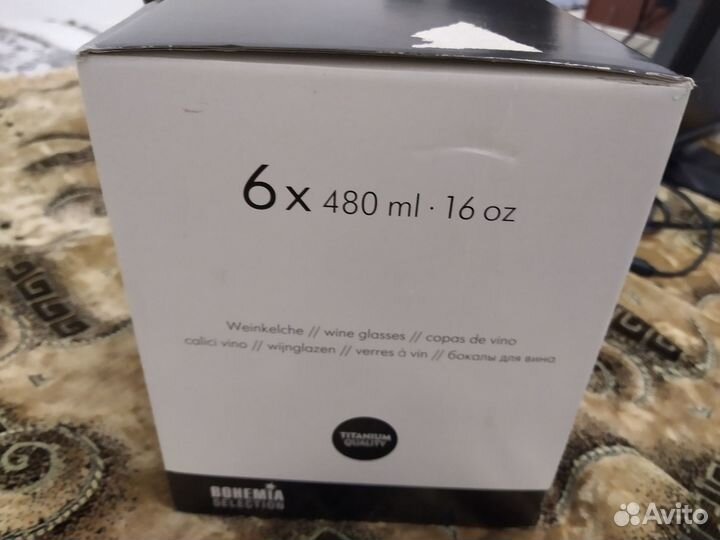 6 x 480 ml · 16 oz
Weinkelche // wine glasses // copas de vino
calici vino // wijnglazen // verres à vin // бокалы для вина
TITANIUM
QUALITY
BOHEMIA
SELECTION
Avito